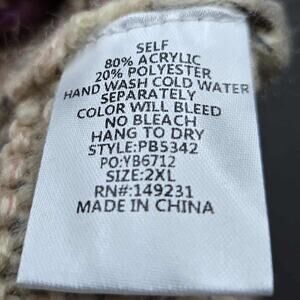 SELF
80% ACRYLIC
20% POLYESTER
HAND WASH COLD WATER
SEPARATELY
COLOR WILL BLEED
NO BLEACH
HANG TO DRY
STYLE:PB5342
PO:YB6712
SIZE:2XL
RN#:149231
MADE IN CHINA